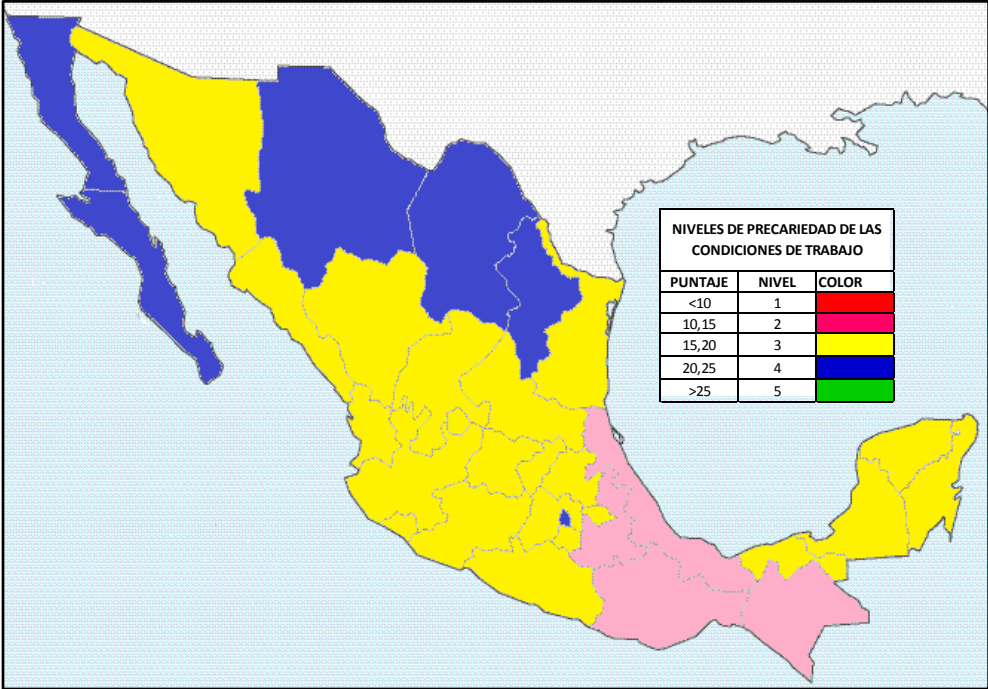 NIVELES DE PRECARIEDAD DE LAS
CONDICIONES DE TRABAJO
PUNTAJE NIVEL COLOR
<10 1
10,15 2
15,20 3
20,25 4
>25 5